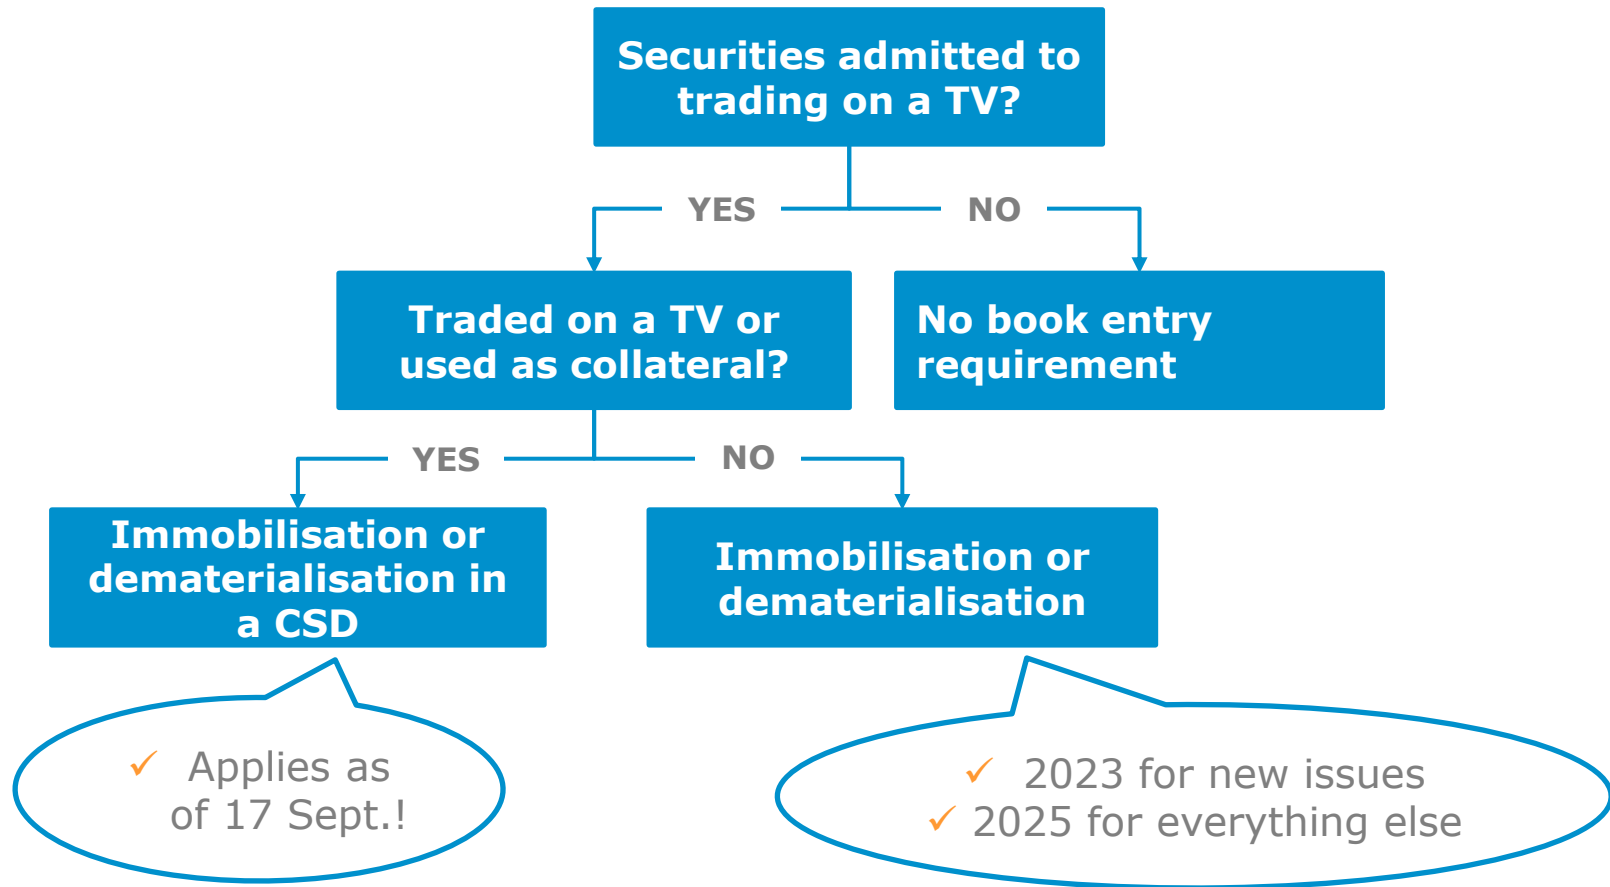 Securities admitted to
trading on a TV?
YES
NO
Traded on a TV or
used as collateral?
No book entry
requirement
YES
NO
Immobilisation or
dematerialisation in
a CSD
Immobilisation or
dematerialisation
✓ Applies as
of 17 Sept.!
✓ 2023 for new issues
✓ 2025 for everything else